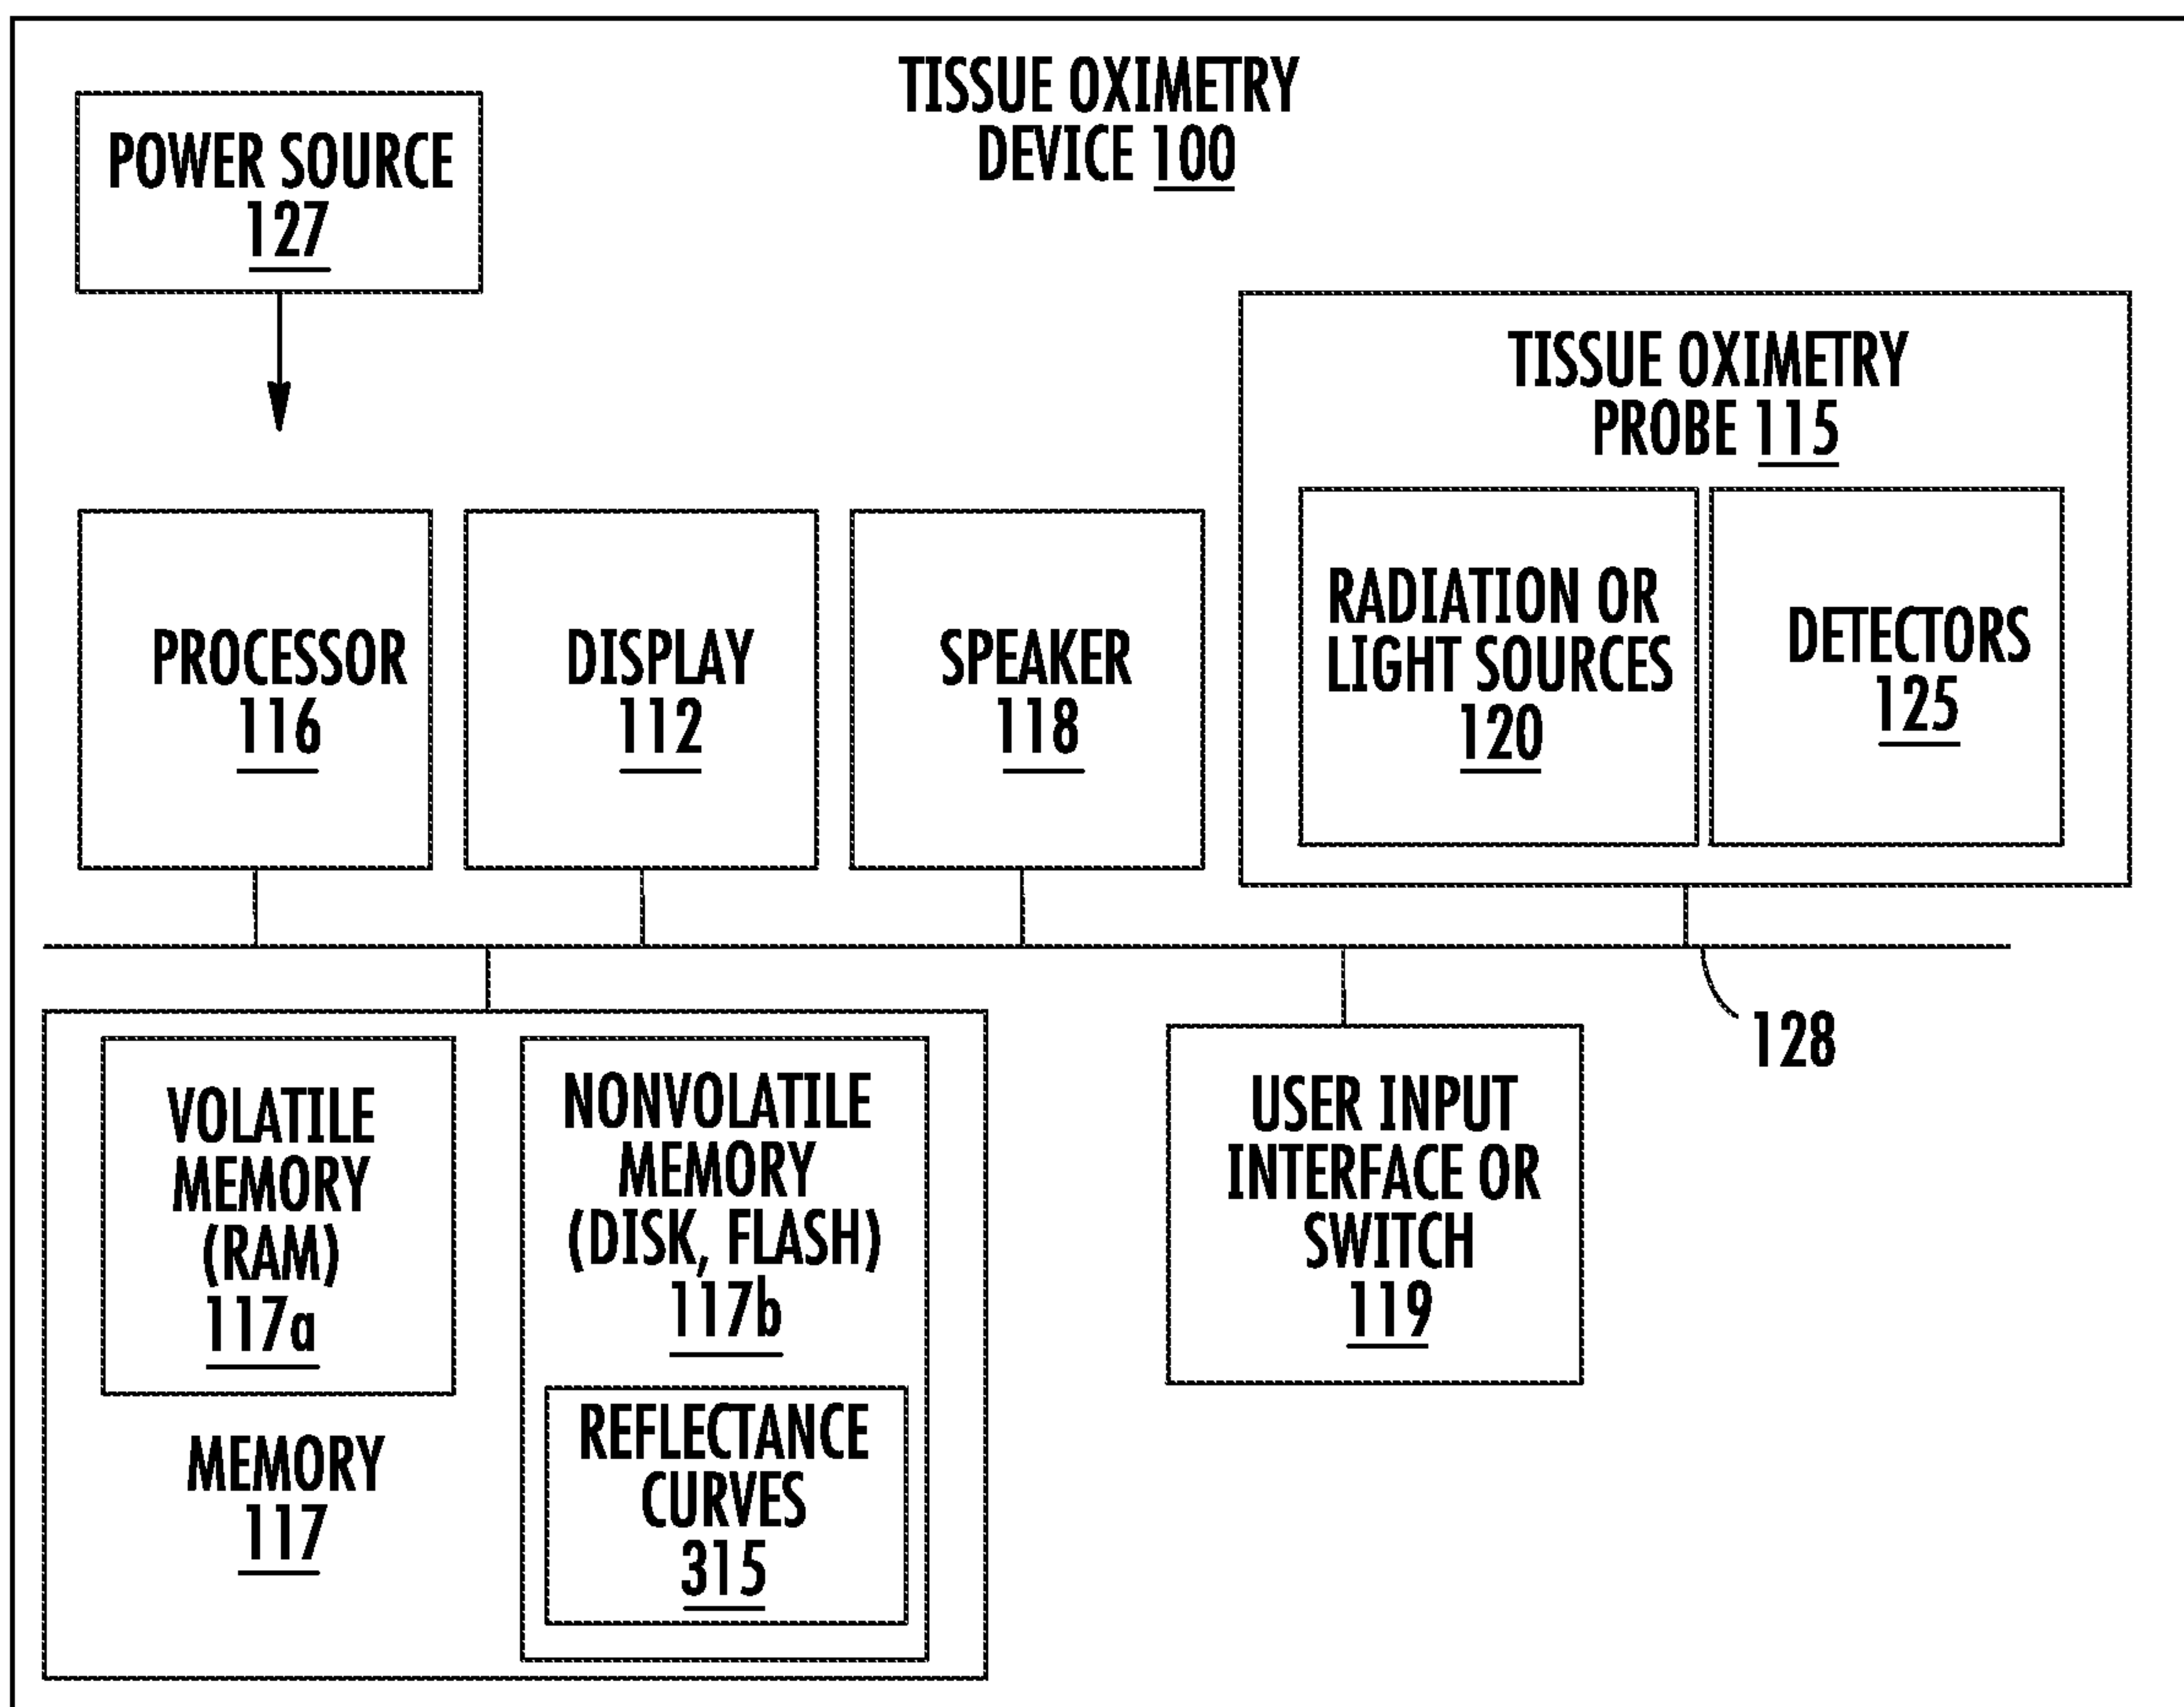 TISSUE OXIMETRY
DEVICE 100
POWER SOURCE
127
TISSUE OXIMETRY
PROBE 115
PROCESSOR
116
DISPLAY
112
SPEAKER
118
RADIATION OR
LIGHT SOURCES
120
DETECTORS
125
128
VOLATILE
MEMORY
(RAM)
117a
MEMORY
117
NONVOLATILE
MEMORY
(DISK, FLASH)
117b
REFLECTANCE
CURVES
315
USER INPUT
INTERFACE OR
SWITCH
119